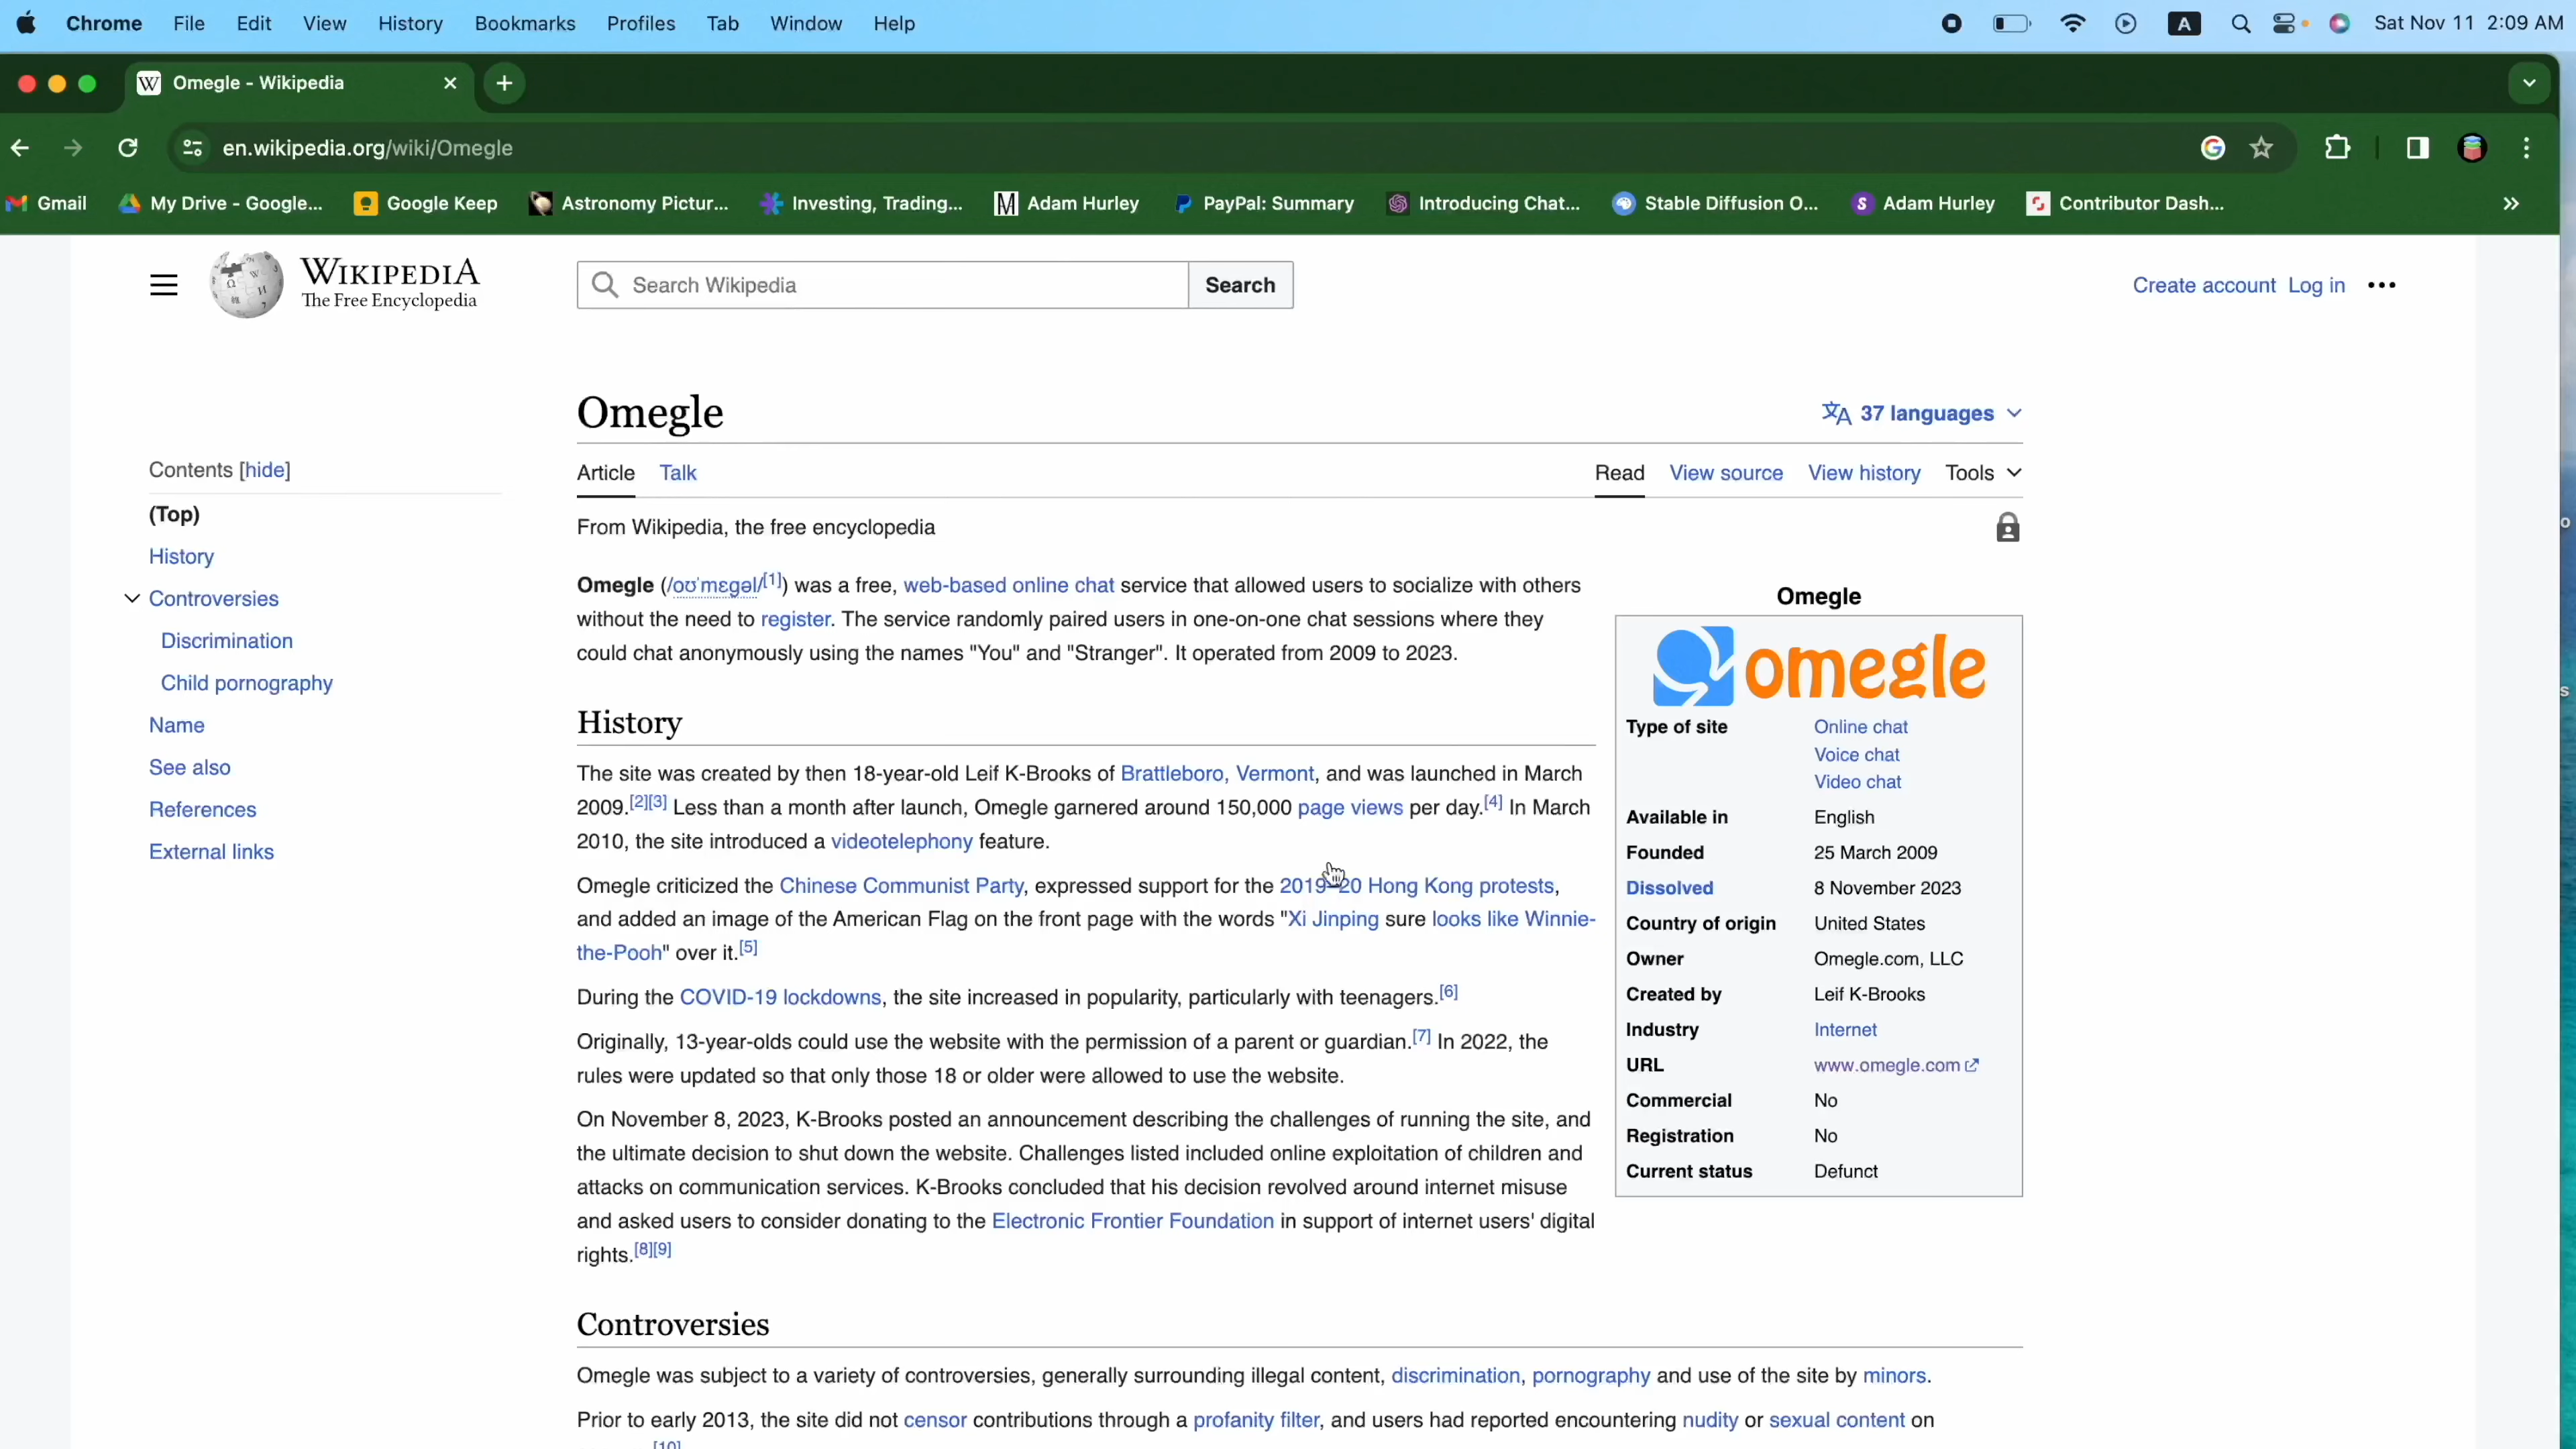 Chrome File Edit View History Bookmarks Profiles Tab Window Help A Sat Nov 11 2:09 AM
W Omegle - Wikipedia
en.wikipedia.org/wiki/Omegle
Gmail My Drive - Google... Google Keep Astronomy Pictur... Investing, Trading... M Adam Hurley PayPal: Summary Introducing Chat... Stable Diffusion O... S Adam Hurley Contributor Dash...
WIKIPEDIA
The Free Encyclopedia
Search Wikipedia Search
Create account Log in
Omegle
37 languages
Article Talk Read View source View history Tools
Contents [hide]
(Top)
History
Controversies
Discrimination
Child pornography
Name
See also
References
External links
From Wikipedia, the free encyclopedia
Omegle (/oʊˈmɛɡəl/[1]) was a free, web-based online chat service that allowed users to socialize with others
without the need to register. The service randomly paired users in one-on-one chat sessions where they
could chat anonymously using the names "You" and "Stranger". It operated from 2009 to 2023.
History
The site was created by then 18-year-old Leif K-Brooks of Brattleboro, Vermont, and was launched in March
2009.[2][3] Less than a month after launch, Omegle garnered around 150,000 page views per day.[4] In March
2010, the site introduced a videotelephony feature.
Omegle criticized the Chinese Communist Party, expressed support for the 2019–20 Hong Kong protests,
and added an image of the American Flag on the front page with the words "Xi Jinping sure looks like Winnie-
the-Pooh" over it.[5]
During the COVID-19 lockdowns, the site increased in popularity, particularly with teenagers.[6]
Originally, 13-year-olds could use the website with the permission of a parent or guardian.[7] In 2022, the
rules were updated so that only those 18 or older were allowed to use the website.
On November 8, 2023, K-Brooks posted an announcement describing the challenges of running the site, and
the ultimate decision to shut down the website. Challenges listed included online exploitation of children and
attacks on communication services. K-Brooks concluded that his decision revolved around internet misuse
and asked users to consider donating to the Electronic Frontier Foundation in support of internet users' digital
rights.[8][9]
Omegle
omegle
Type of site Online chat
Voice chat
Video chat
Available in English
Founded 25 March 2009
Dissolved 8 November 2023
Country of origin United States
Owner Omegle.com, LLC
Created by Leif K-Brooks
Industry Internet
URL www.omegle.com
Commercial No
Registration No
Current status Defunct
Controversies
Omegle was subject to a variety of controversies, generally surrounding illegal content, discrimination, pornography and use of the site by minors.
Prior to early 2013, the site did not censor contributions through a profanity filter, and users had reported encountering nudity or sexual content on
[10]